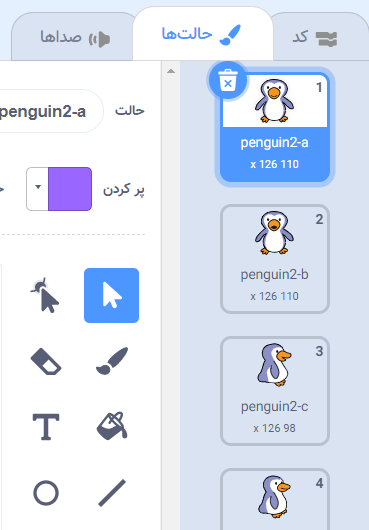 کد
حالت‌ها
صداها
حالت
penguin2-a
پر کردن
1
penguin2-a
126 x 110
2
penguin2-b
126 x 110
3
penguin2-c
98 x 126
4
T